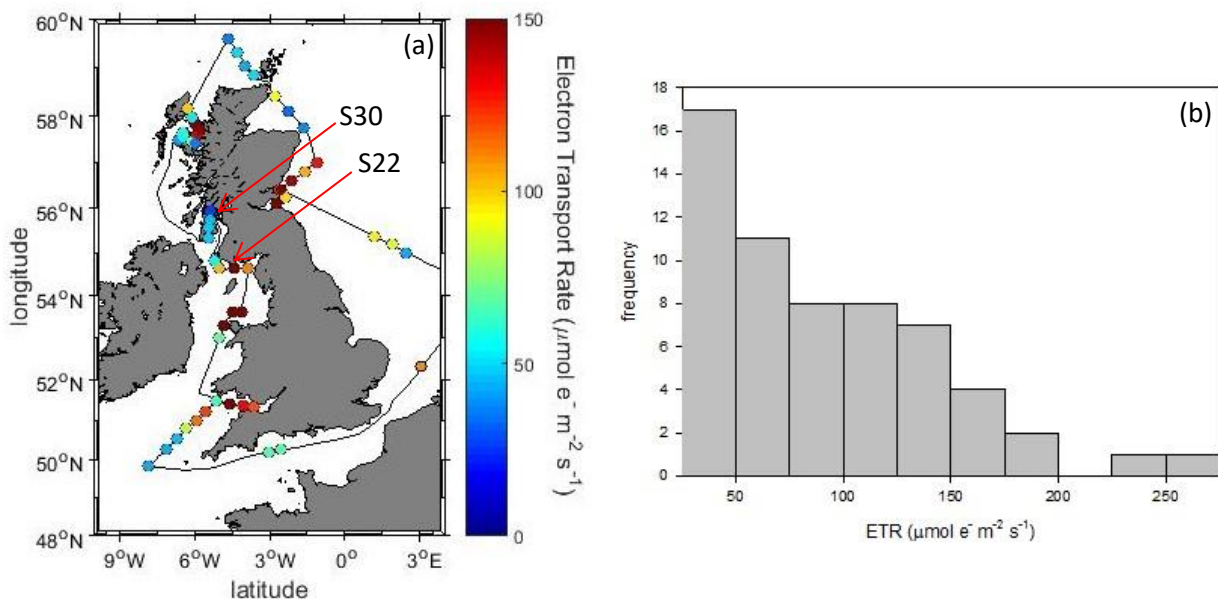 60°N
58°N
56°N
54°N
52°N
50°N
48°N
longitude
9°W 6°W 3°W 0° 3°E
latitude
(a)
S30
S22
150
100
50
0
Electron Transport Rate (μmol e⁻ m⁻² s⁻¹)
(b)
18
16
14
12
10
8
6
4
2
0
frequency
50 100 150 200 250
ETR (μmol e⁻ m⁻² s⁻¹)